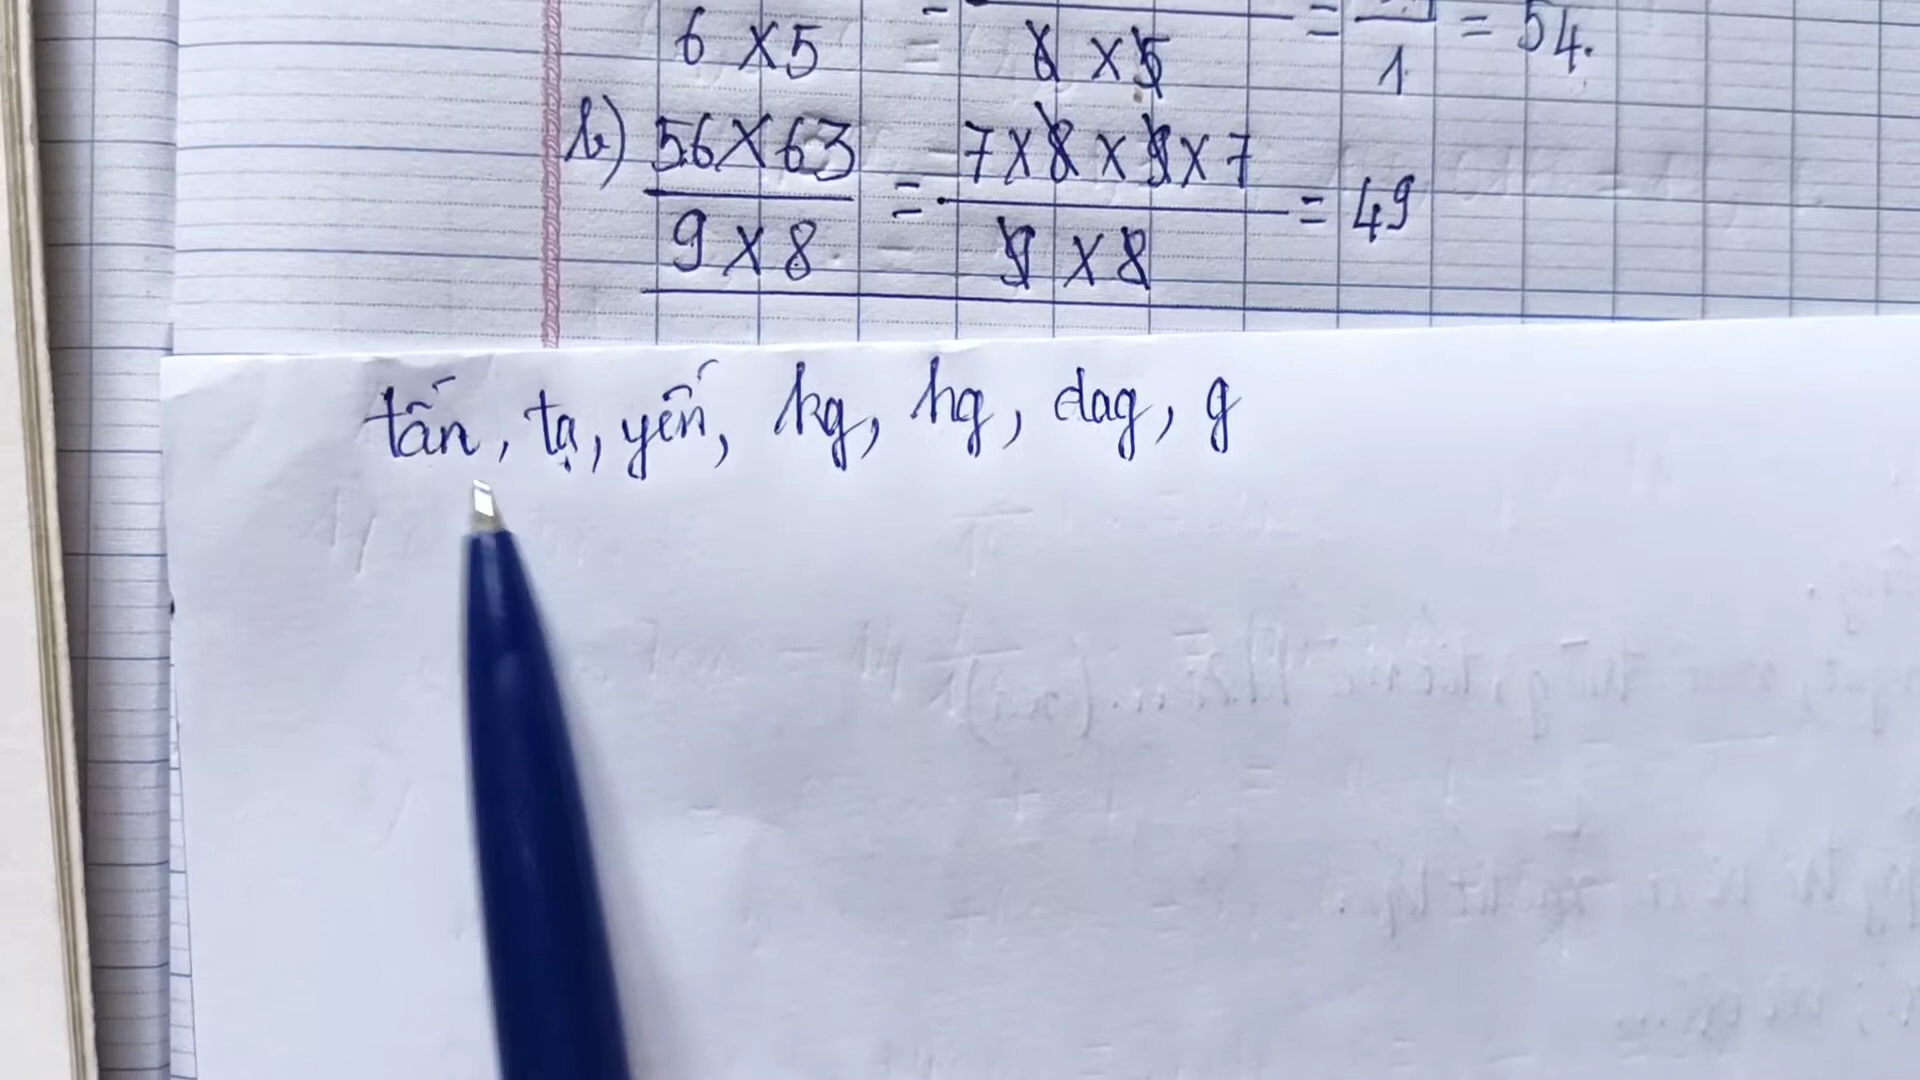 6 × 5 = 6 × 5 = 1 = 54.
b) 56 × 63 = 7 × 8 × 9 × 7 = 49
9 × 8 9 × 8
tấn, tạ, yến, kg, hg, dag, g